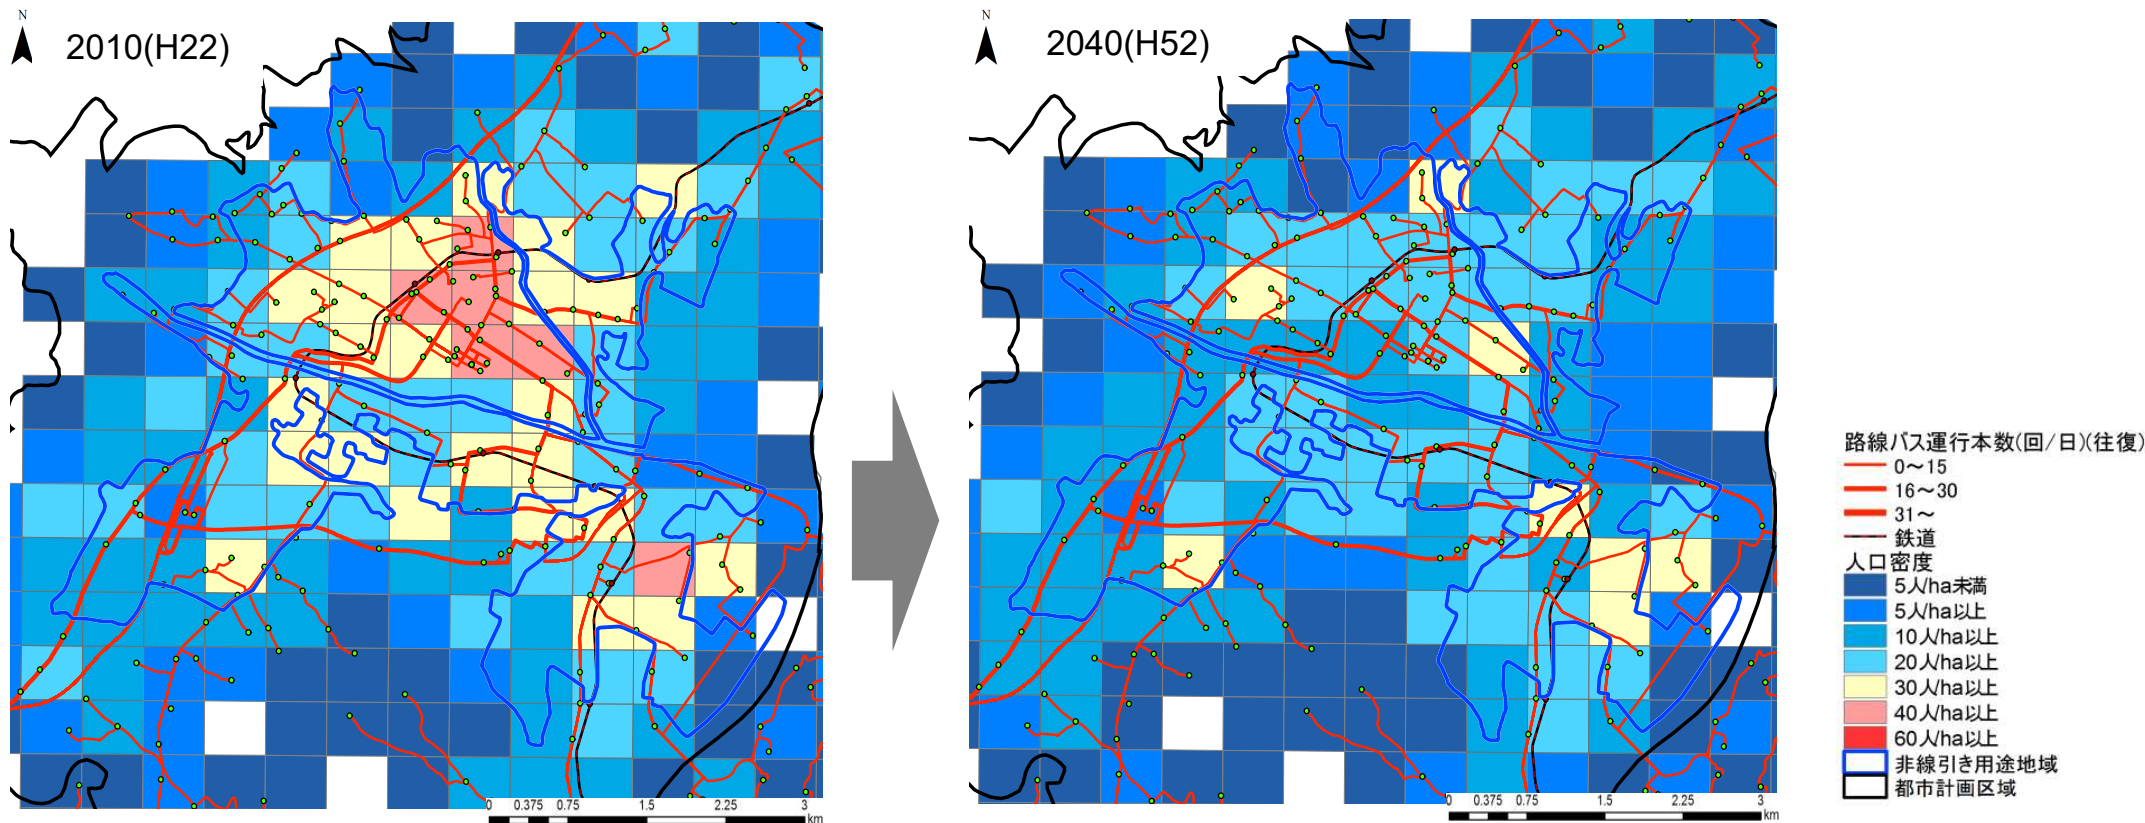 N
2010(H22)
0 0.375 0.75 1.5 2.25 3
km
N
2040(H52)
0 0.375 0.75 1.5 2.25 3
km
路線バス運行本数(回/日)(往復)
0～15
16～30
31～
鉄道
人口密度
5人/ha未満
5人/ha以上
10人/ha以上
20人/ha以上
30人/ha以上
40人/ha以上
60人/ha以上
非線引き用途地域
都市計画区域